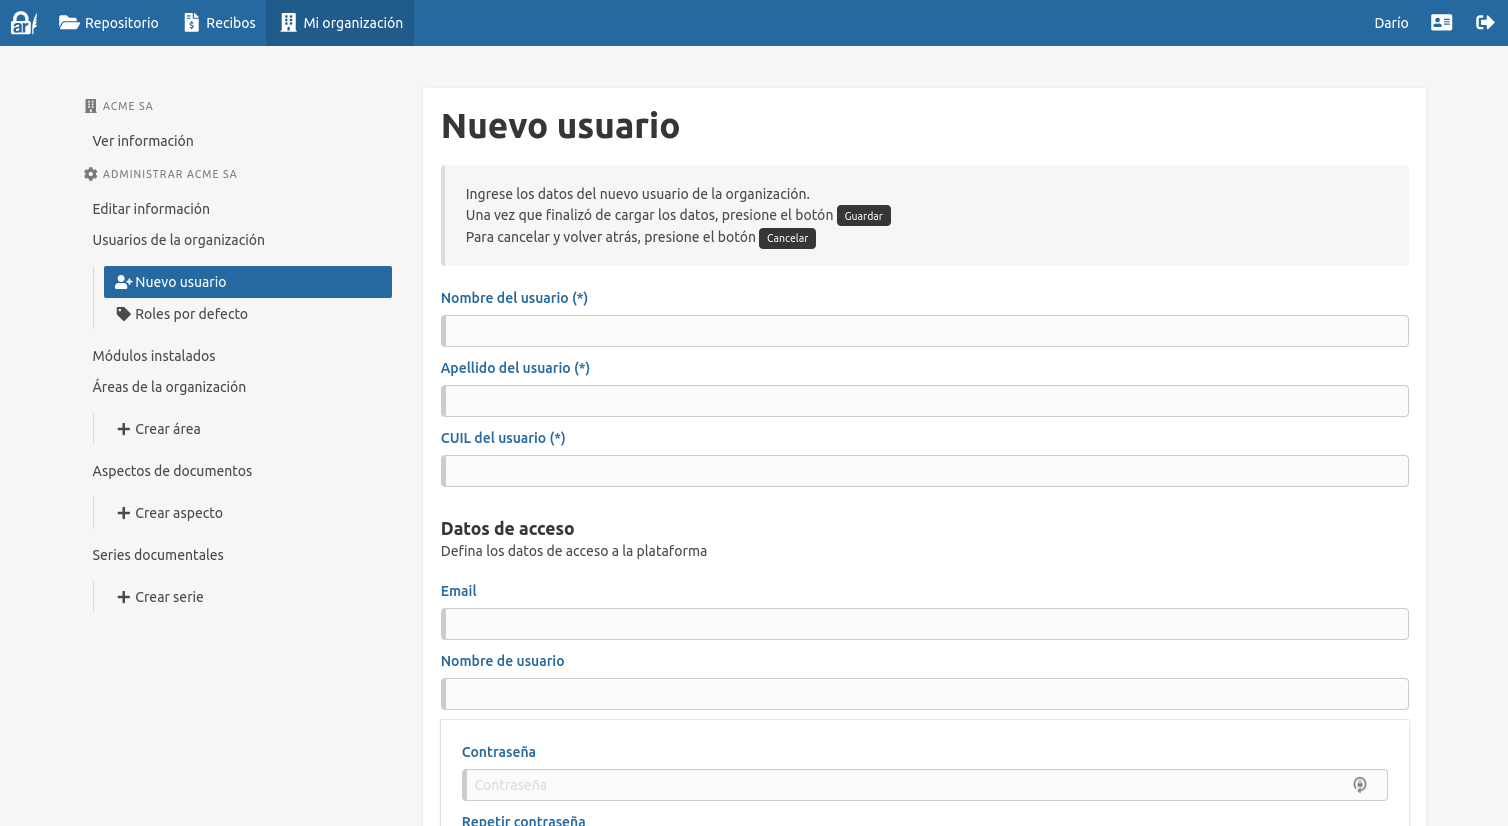 ar
Repositorio
Recibos
Mi organización
Darío
ACME SA
Ver información
ADMINISTRAR ACME SA
Editar información
Usuarios de la organización
Nuevo usuario
Roles por defecto
Módulos instalados
Áreas de la organización
Crear área
Aspectos de documentos
Crear aspecto
Series documentales
Crear serie
Nuevo usuario
Ingrese los datos del nuevo usuario de la organización.
Una vez que finalizó de cargar los datos, presione el botón Guardar
Para cancelar y volver atrás, presione el botón Cancelar
Nombre del usuario (*)
Apellido del usuario (*)
CUIL del usuario (*)
Datos de acceso
Defina los datos de acceso a la plataforma
Email
Nombre de usuario
Contraseña
Contraseña
Repetir contraseña